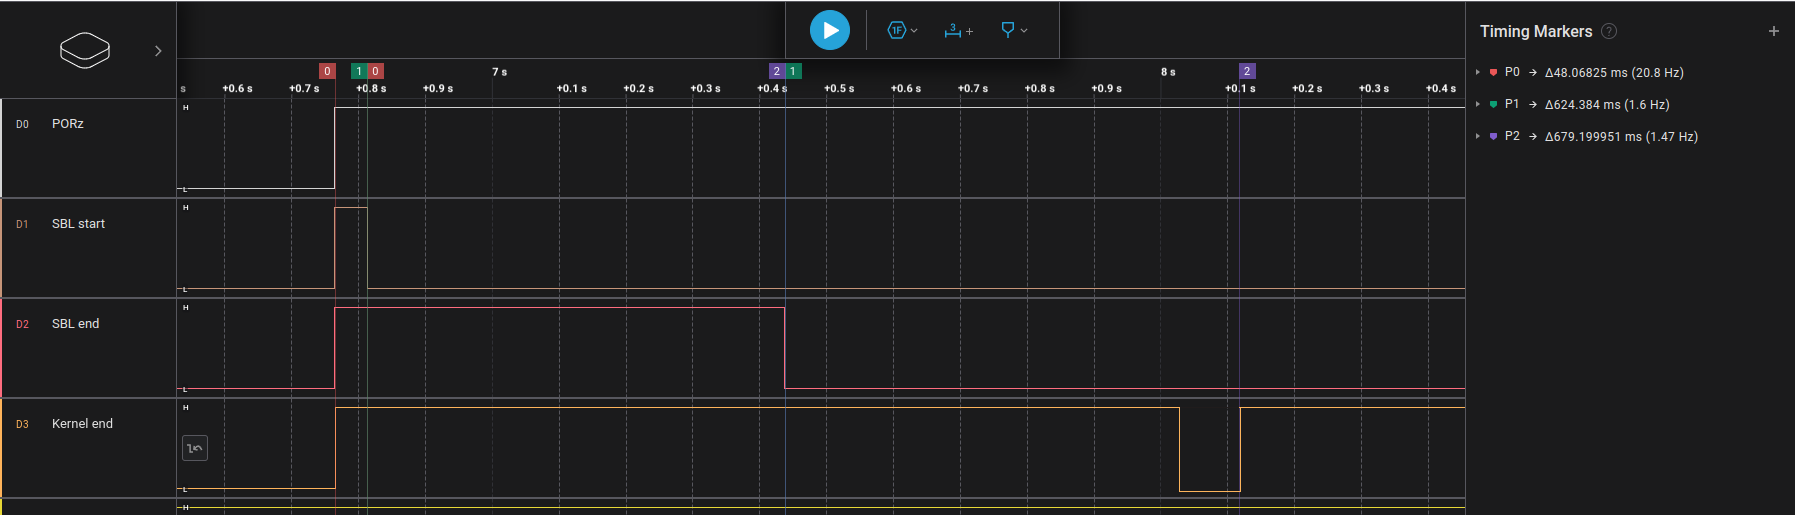 1F 3 +
Timing Markers ? +
0 1 0 7 s 2 1 8 s 2
s +0.6 s +0.7 s +0.8 s +0.9 s +0.1 s +0.2 s +0.3 s +0.4 s +0.5 s +0.6 s +0.7 s +0.8 s +0.9 s +0.1 s +0.2 s +0.3 s +0.4 s
P0 → Δ48.06825 ms (20.8 Hz)
P1 → Δ624.384 ms (1.6 Hz)
P2 → Δ679.199951 ms (1.47 Hz)
H
D0 PORz
L
H
D1 SBL start
L
H
D2 SBL end
L
H
D3 Kernel end
L
H